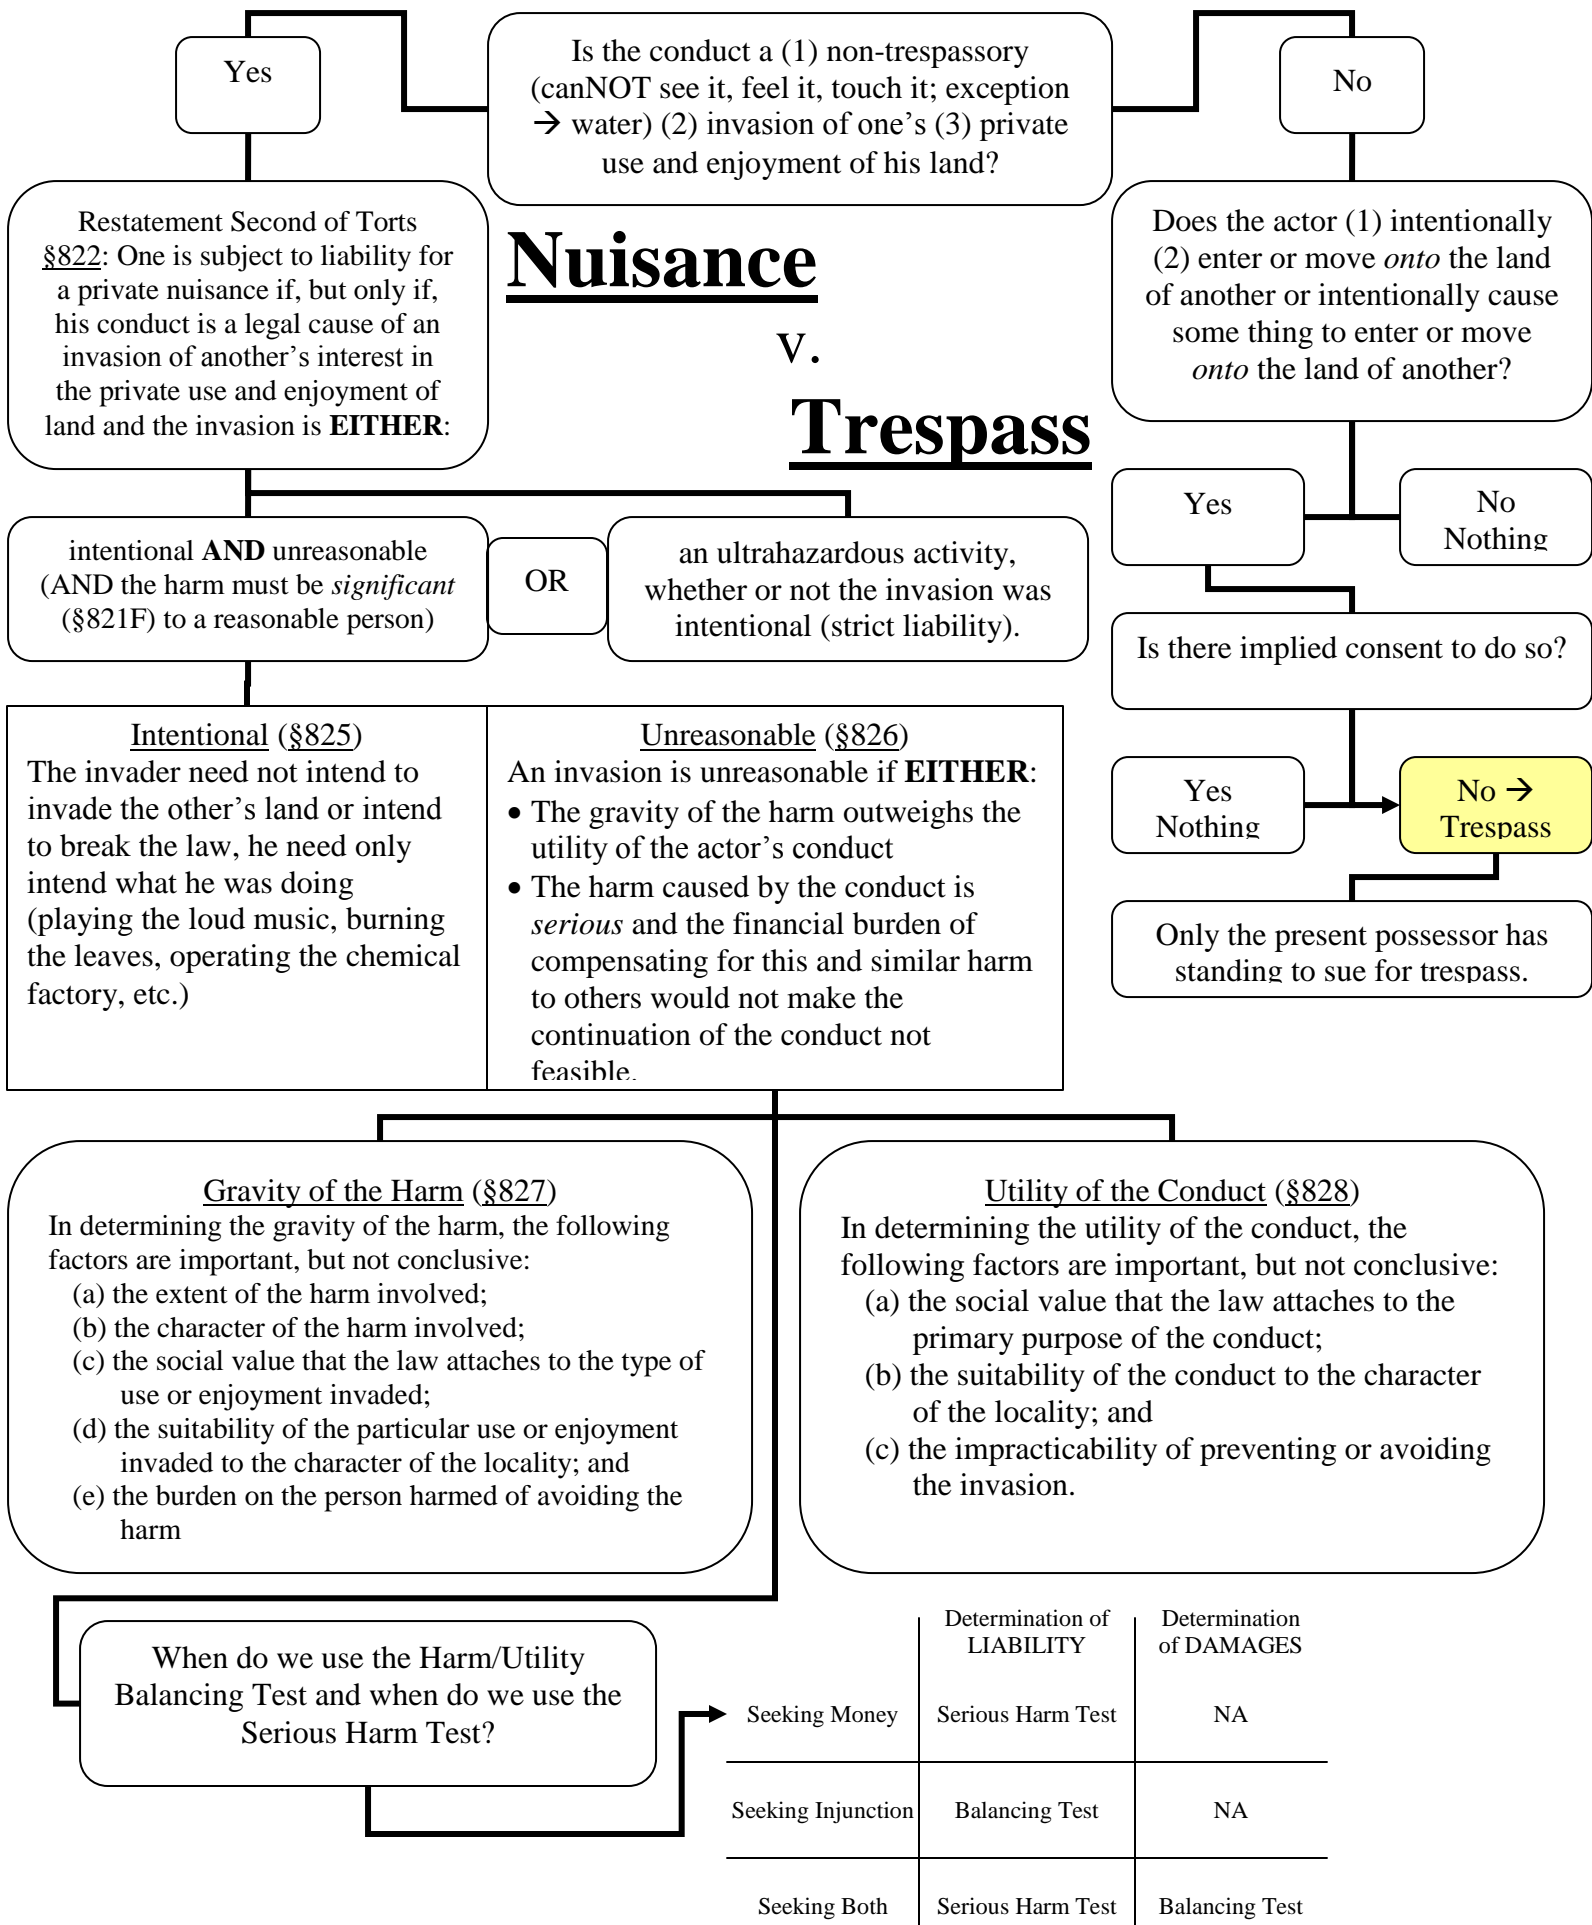 Yes
Is the conduct a (1) non-trespassory
(canNOT see it, feel it, touch it; exception
→ water) (2) invasion of one’s (3) private
use and enjoyment of his land?
No
Restatement Second of Torts
§822: One is subject to liability for
a private nuisance if, but only if,
his conduct is a legal cause of an
invasion of another’s interest in
the private use and enjoyment of
land and the invasion is EITHER:
Nuisance
v.
Trespass
Does the actor (1) intentionally
(2) enter or move onto the land
of another or intentionally cause
some thing to enter or move
onto the land of another?
Yes
No
Nothing
intentional AND unreasonable
(AND the harm must be significant
(§821F) to a reasonable person)
OR
an ultrahazardous activity,
whether or not the invasion was
intentional (strict liability).
Is there implied consent to do so?
Yes
Nothing
No →
Trespass
Only the present possessor has
standing to sue for trespass.
Intentional (§825)
The invader need not intend to
invade the other’s land or intend
to break the law, he need only
intend what he was doing
(playing the loud music, burning
the leaves, operating the chemical
factory, etc.)
Unreasonable (§826)
An invasion is unreasonable if EITHER:
• The gravity of the harm outweighs the
utility of the actor’s conduct
• The harm caused by the conduct is
serious and the financial burden of
compensating for this and similar harm
to others would not make the
continuation of the conduct not
feasible.
Gravity of the Harm (§827)
In determining the gravity of the harm, the following
factors are important, but not conclusive:
(a) the extent of the harm involved;
(b) the character of the harm involved;
(c) the social value that the law attaches to the type of
use or enjoyment invaded;
(d) the suitability of the particular use or enjoyment
invaded to the character of the locality; and
(e) the burden on the person harmed of avoiding the
harm
Utility of the Conduct (§828)
In determining the utility of the conduct, the
following factors are important, but not conclusive:
(a) the social value that the law attaches to the
primary purpose of the conduct;
(b) the suitability of the conduct to the character
of the locality; and
(c) the impracticability of preventing or avoiding
the invasion.
When do we use the Harm/Utility
Balancing Test and when do we use the
Serious Harm Test?
Determination of
LIABILITY
Determination
of DAMAGES
Seeking Money
Serious Harm Test
NA
Seeking Injunction
Balancing Test
NA
Seeking Both
Serious Harm Test
Balancing Test